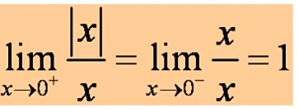 lim_{x→0⁺} |x|/x = lim_{x→0⁻} x/x = 1